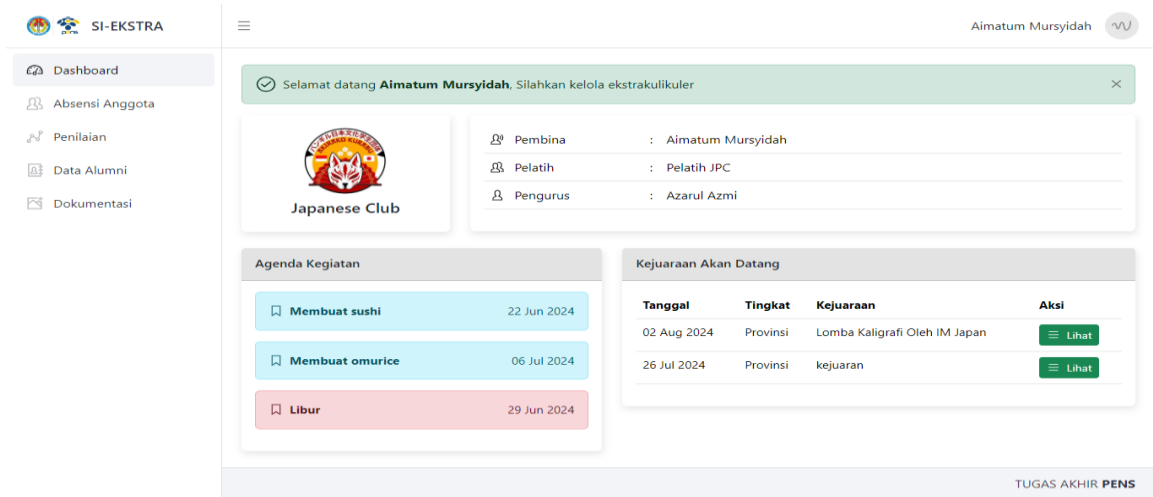 SI-EKSTRA
Aimatum Mursyidah
Dashboard
Absensi Anggota
Penilaian
Data Alumni
Dokumentasi
Selamat datang Aimatum Mursyidah, Silahkan kelola ekstrakulikuler
Japanese Club
Pembina : Aimatum Mursyidah
Pelatih : Pelatih JPC
Pengurus : Azarul Azmi
Agenda Kegiatan
Membuat sushi 22 Jun 2024
Membuat omurice 06 Jul 2024
Libur 29 Jun 2024
Kejuaraan Akan Datang
Tanggal Tingkat Kejuaraan Aksi
02 Aug 2024 Provinsi Lomba Kaligrafi Oleh IM Japan Lihat
26 Jul 2024 Provinsi kejuaran Lihat
TUGAS AKHIR PENS